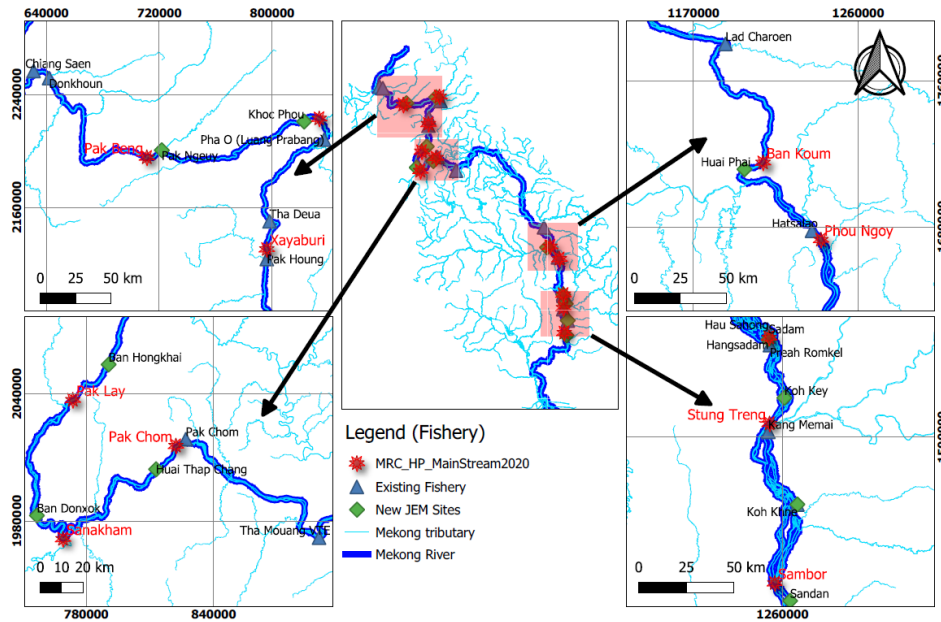 640000 720000 800000
Chiang Saen
Donkhoun
2240000
Khoc Phou
Pha O (Luang Prabang)
Pak Beng
Pak Ngeuy
2160000
Tha Deua
Xayaburi
Pak Houng
0 25 50 km
1170000 1260000
Lad Charoen
Huai Phai
Ban Koum
Hatsalao
Phou Ngoy
0 25 50 km
Ban Hongkhai
2040000
Pak Lay
Pak Chom
Pak Chom
Huai Thap Chang
Ban Donxok
1980000
Sanakham
Tha Mouang VTE
0 10 20 km
780000 840000
Legend (Fishery)
MRC_HP_MainStream2020
Existing Fishery
New JEM Sites
Mekong tributary
Mekong River
Sadam
Hangsadam
Preah Romkel
Koh Key
Stung Treng
Kang Memai
Sambor
Sandan
0 25 50 km
1260000